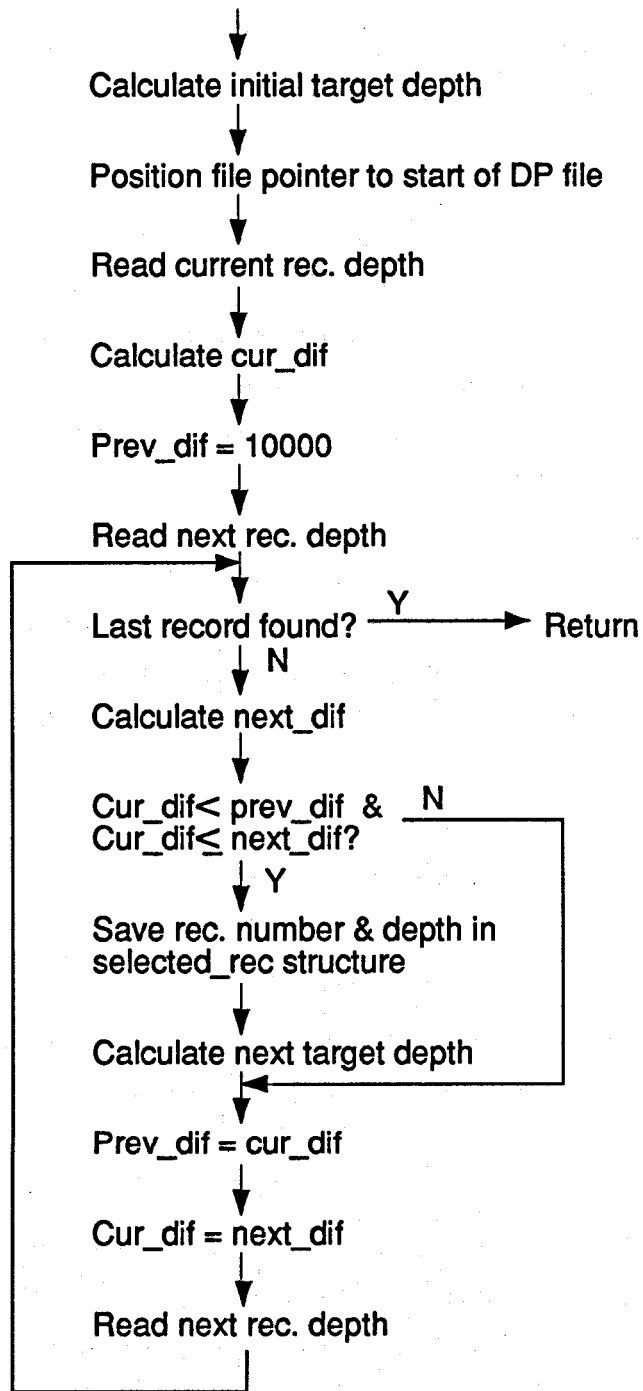 Calculate initial target depth
Position file pointer to start of DP file
Read current rec. depth
Calculate cur_dif
Prev_dif = 10000
Read next rec. depth
Last record found?
Y
Return
N
Calculate next_dif
Cur_dif< prev_dif &
N
Cur_dif≤ next_dif?
Y
Save rec. number & depth in
selected_rec structure
Calculate next target depth
Prev_dif = cur_dif
Cur_dif = next_dif
Read next rec. depth